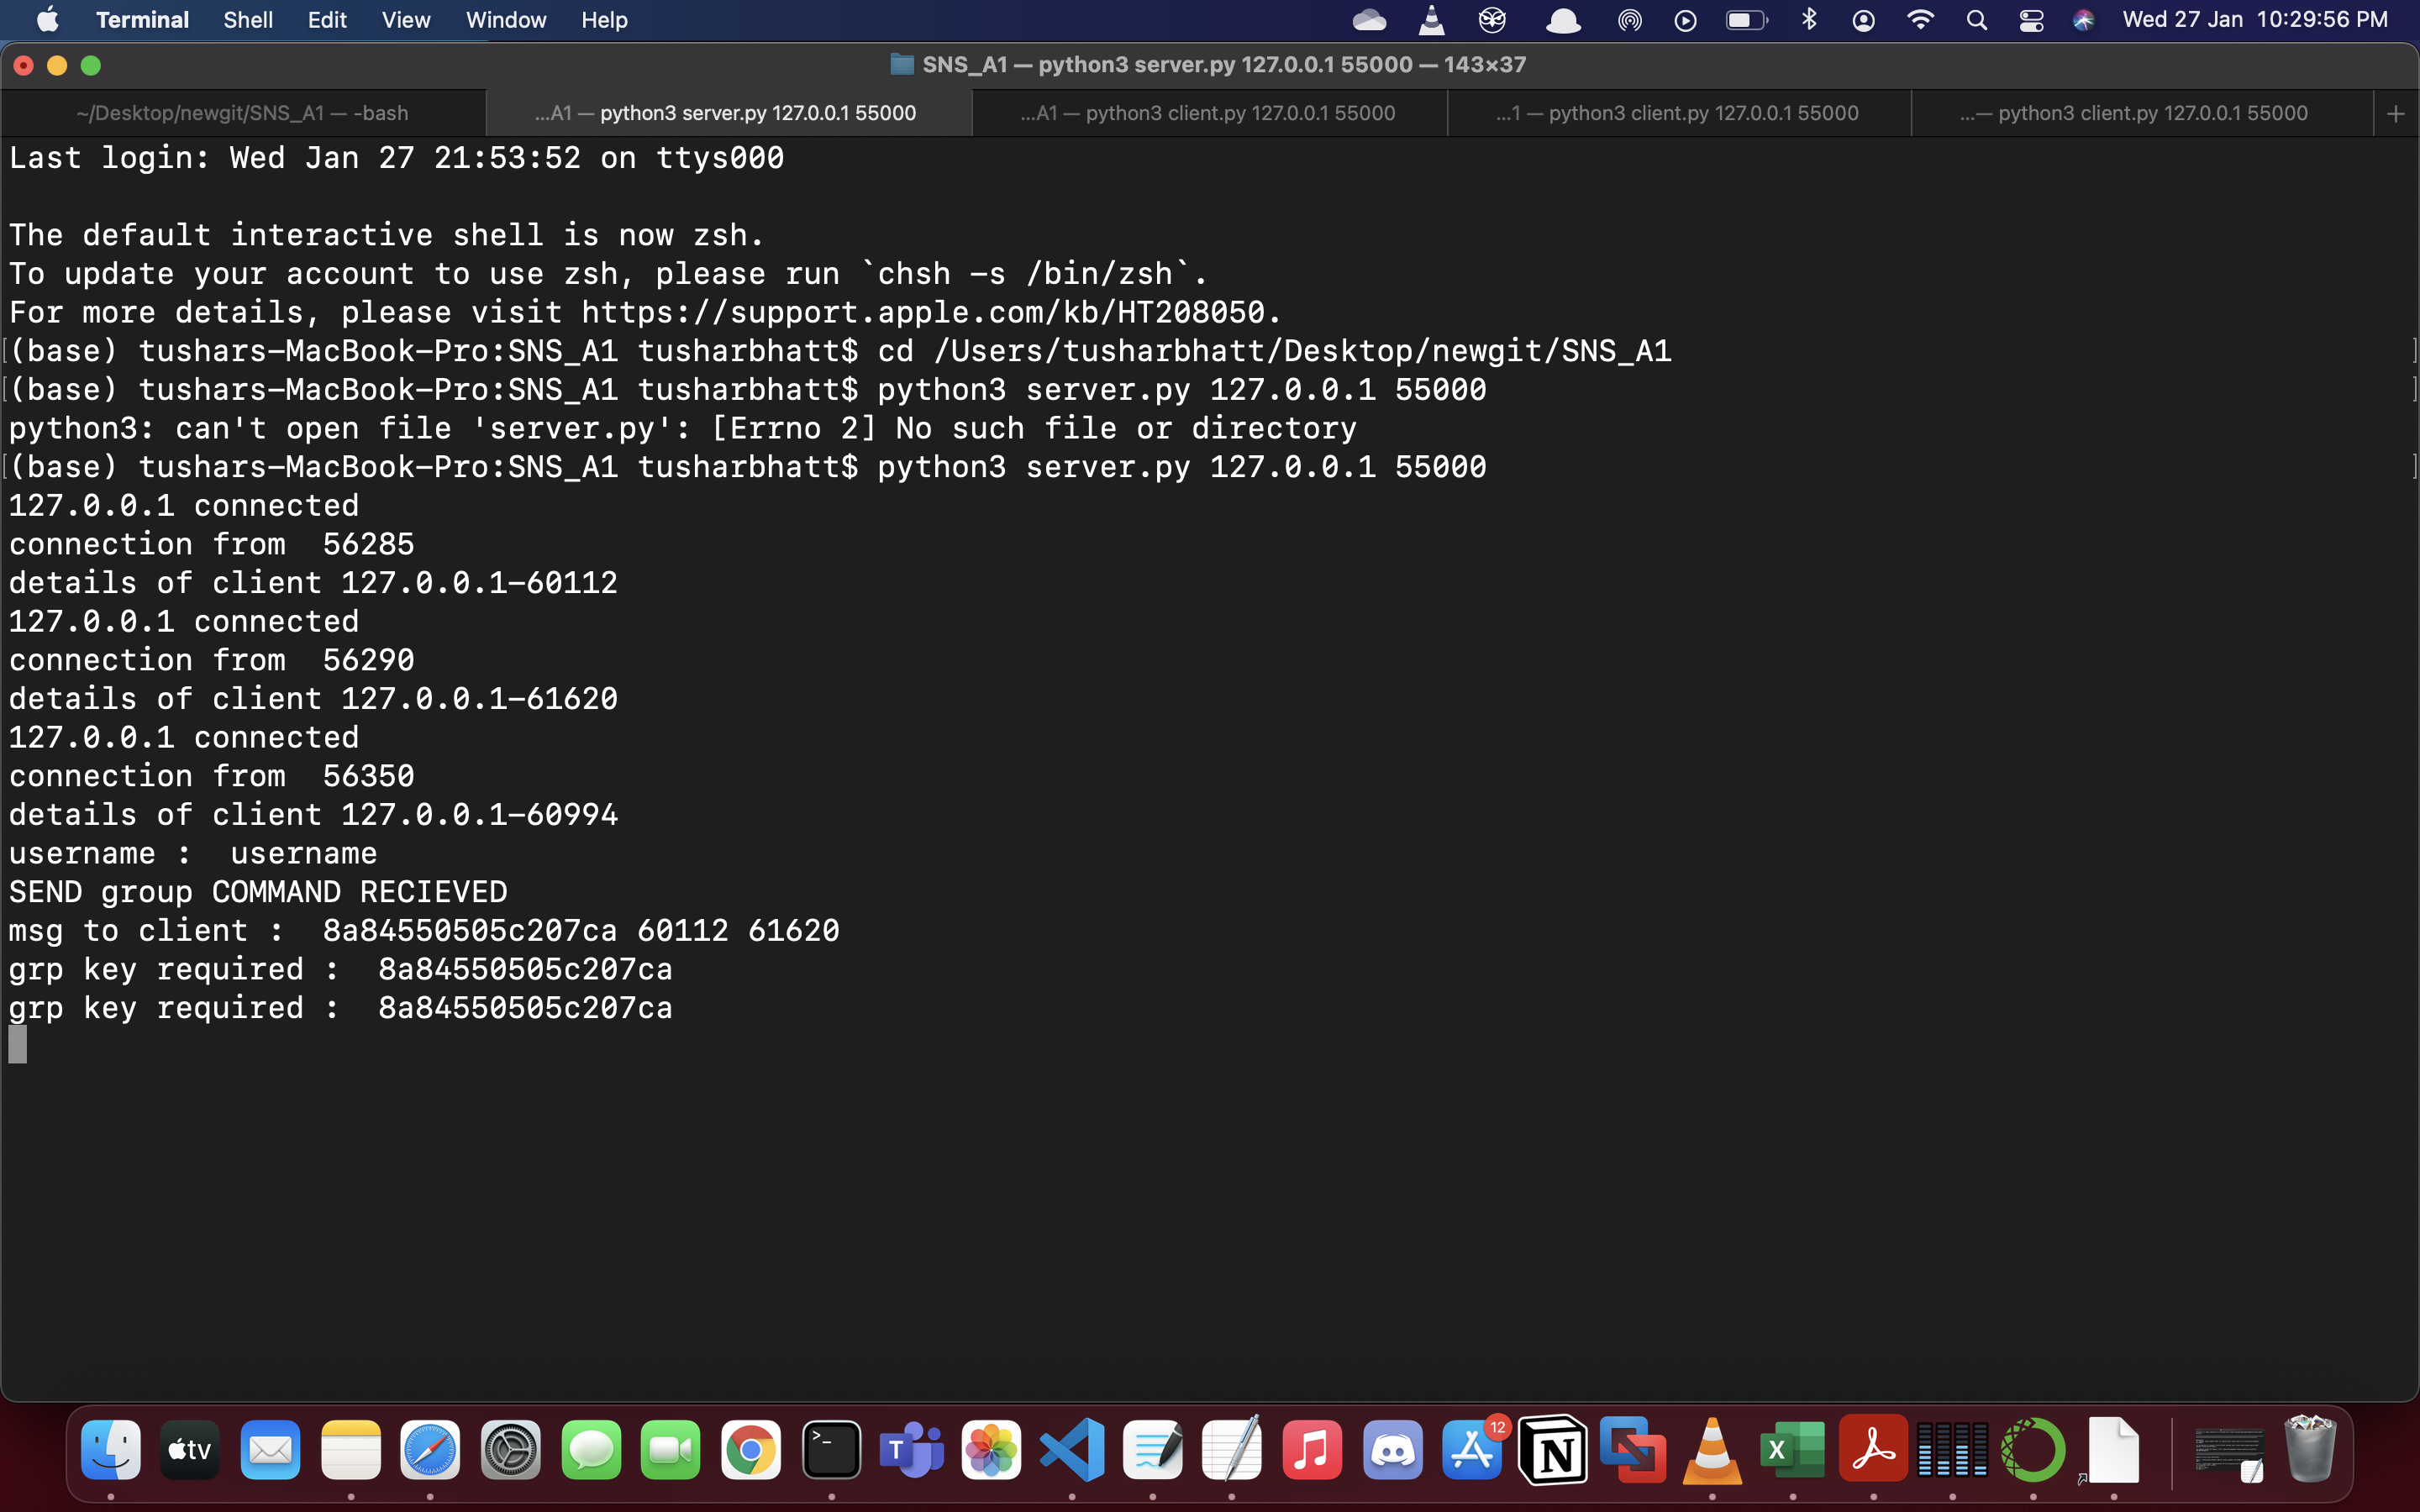 Terminal Shell Edit View Window Help Wed 27 Jan 10:29:56 PM
SNS_A1 — python3 server.py 127.0.0.1 55000 — 143×37
~/Desktop/newgit/SNS_A1 — -bash ...A1 — python3 server.py 127.0.0.1 55000 ...A1 — python3 client.py 127.0.0.1 55000 ...1 — python3 client.py 127.0.0.1 55000 ...— python3 client.py 127.0.0.1 55000 +
Last login: Wed Jan 27 21:53:52 on ttys000
The default interactive shell is now zsh.
To update your account to use zsh, please run `chsh -s /bin/zsh`.
For more details, please visit https://support.apple.com/kb/HT208050.
[(base) tushars-MacBook-Pro:SNS_A1 tusharbhatt$ cd /Users/tusharbhatt/Desktop/newgit/SNS_A1 ]
[(base) tushars-MacBook-Pro:SNS_A1 tusharbhatt$ python3 server.py 127.0.0.1 55000 ]
python3: can't open file 'server.py': [Errno 2] No such file or directory
[(base) tushars-MacBook-Pro:SNS_A1 tusharbhatt$ python3 server.py 127.0.0.1 55000 ]
127.0.0.1 connected
connection from  56285
details of client 127.0.0.1-60112
127.0.0.1 connected
connection from  56290
details of client 127.0.0.1-61620
127.0.0.1 connected
connection from  56350
details of client 127.0.0.1-60994
username :  username
SEND group COMMAND RECIEVED
msg to client :  8a84550505c207ca 60112 61620
grp key required :  8a84550505c207ca
grp key required :  8a84550505c207ca
tv >_ T 12 N X